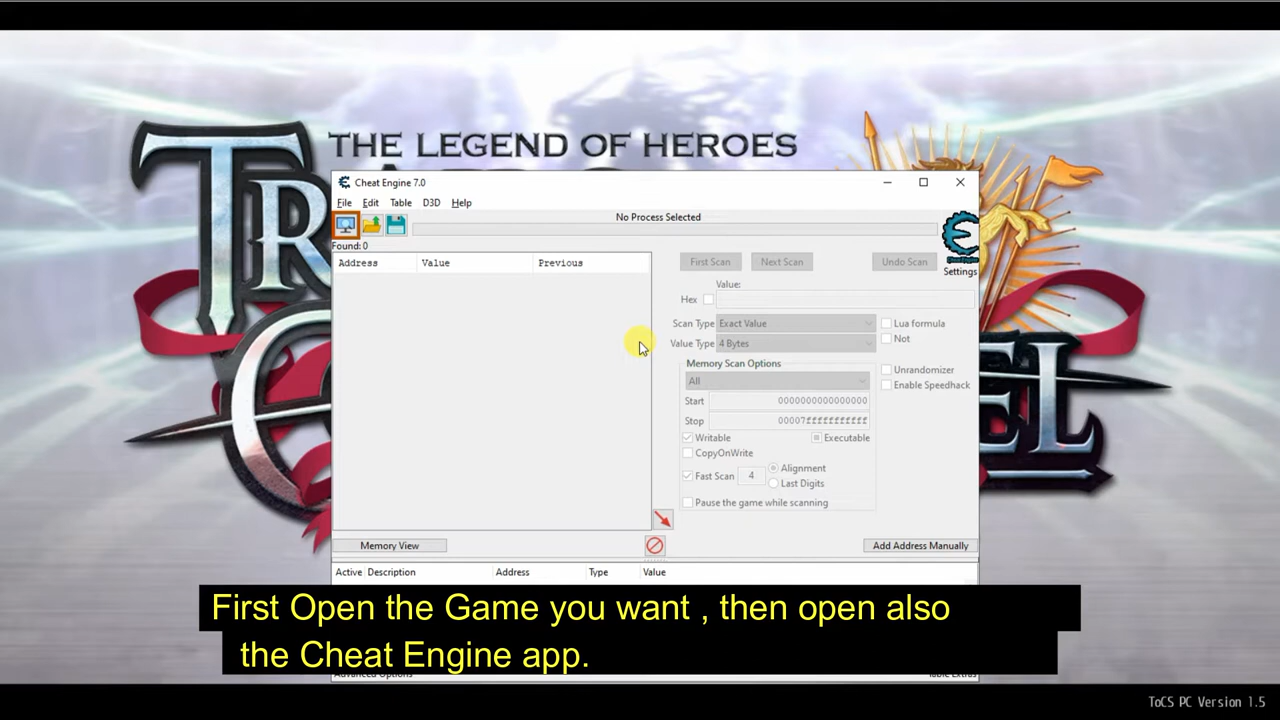 THE LEGEND OF HEROES
Cheat Engine 7.0
File Edit Table D3D Help
No Process Selected
Found: 0
Address Value Previous
First Scan Next Scan Undo Scan
Settings
Value:
Hex
Scan Type Exact Value Lua formula
Not
Value Type 4 Bytes
Memory Scan Options
All
Unrandomizer
Enable Speedhack
Start 0000000000000000
Stop 00007fffffffffff
Writable Executable
CopyOnWrite
Fast Scan 4 Alignment
Last Digits
Pause the game while scanning
Memory View Add Address Manually
Active Description Address Type Value
First Open the Game you want , then open also
the Cheat Engine app.
Advanced Options Table Extras
ToCS PC Version 1.5